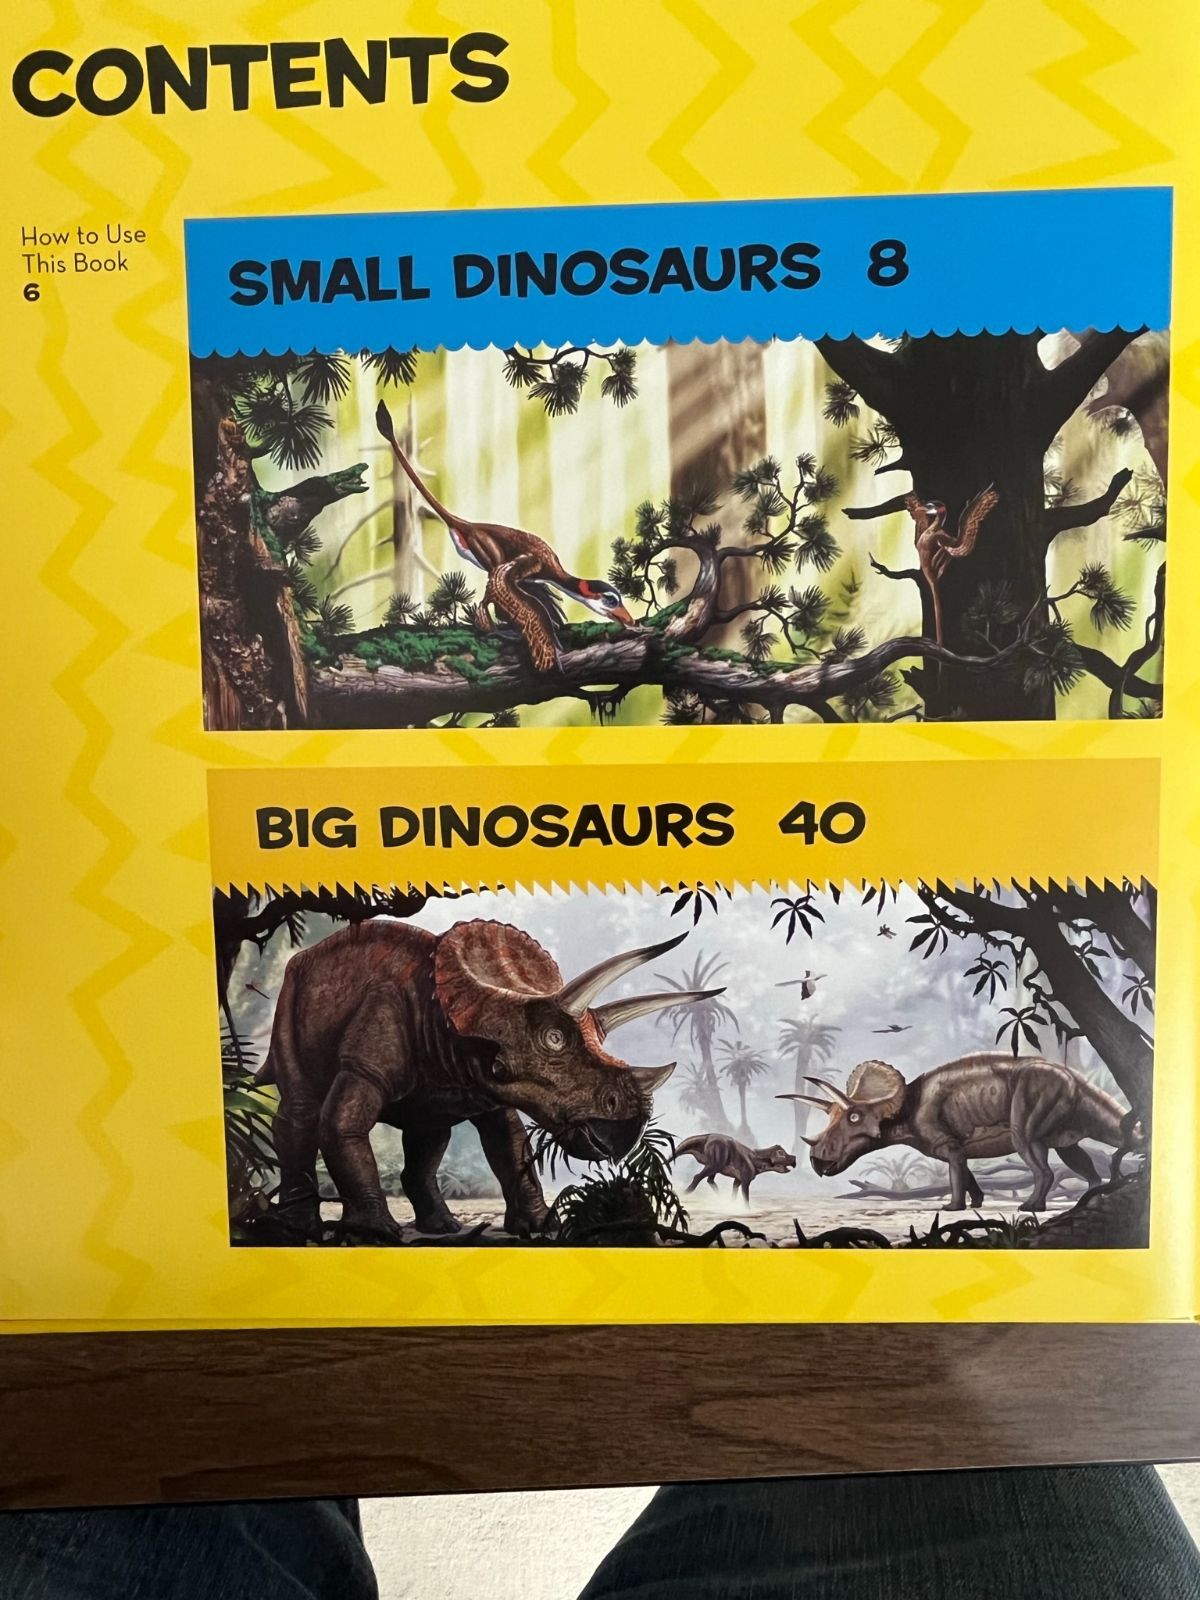 CONTENTS
How to Use
This Book
6
SMALL DINOSAURS 8
BIG DINOSAURS 40